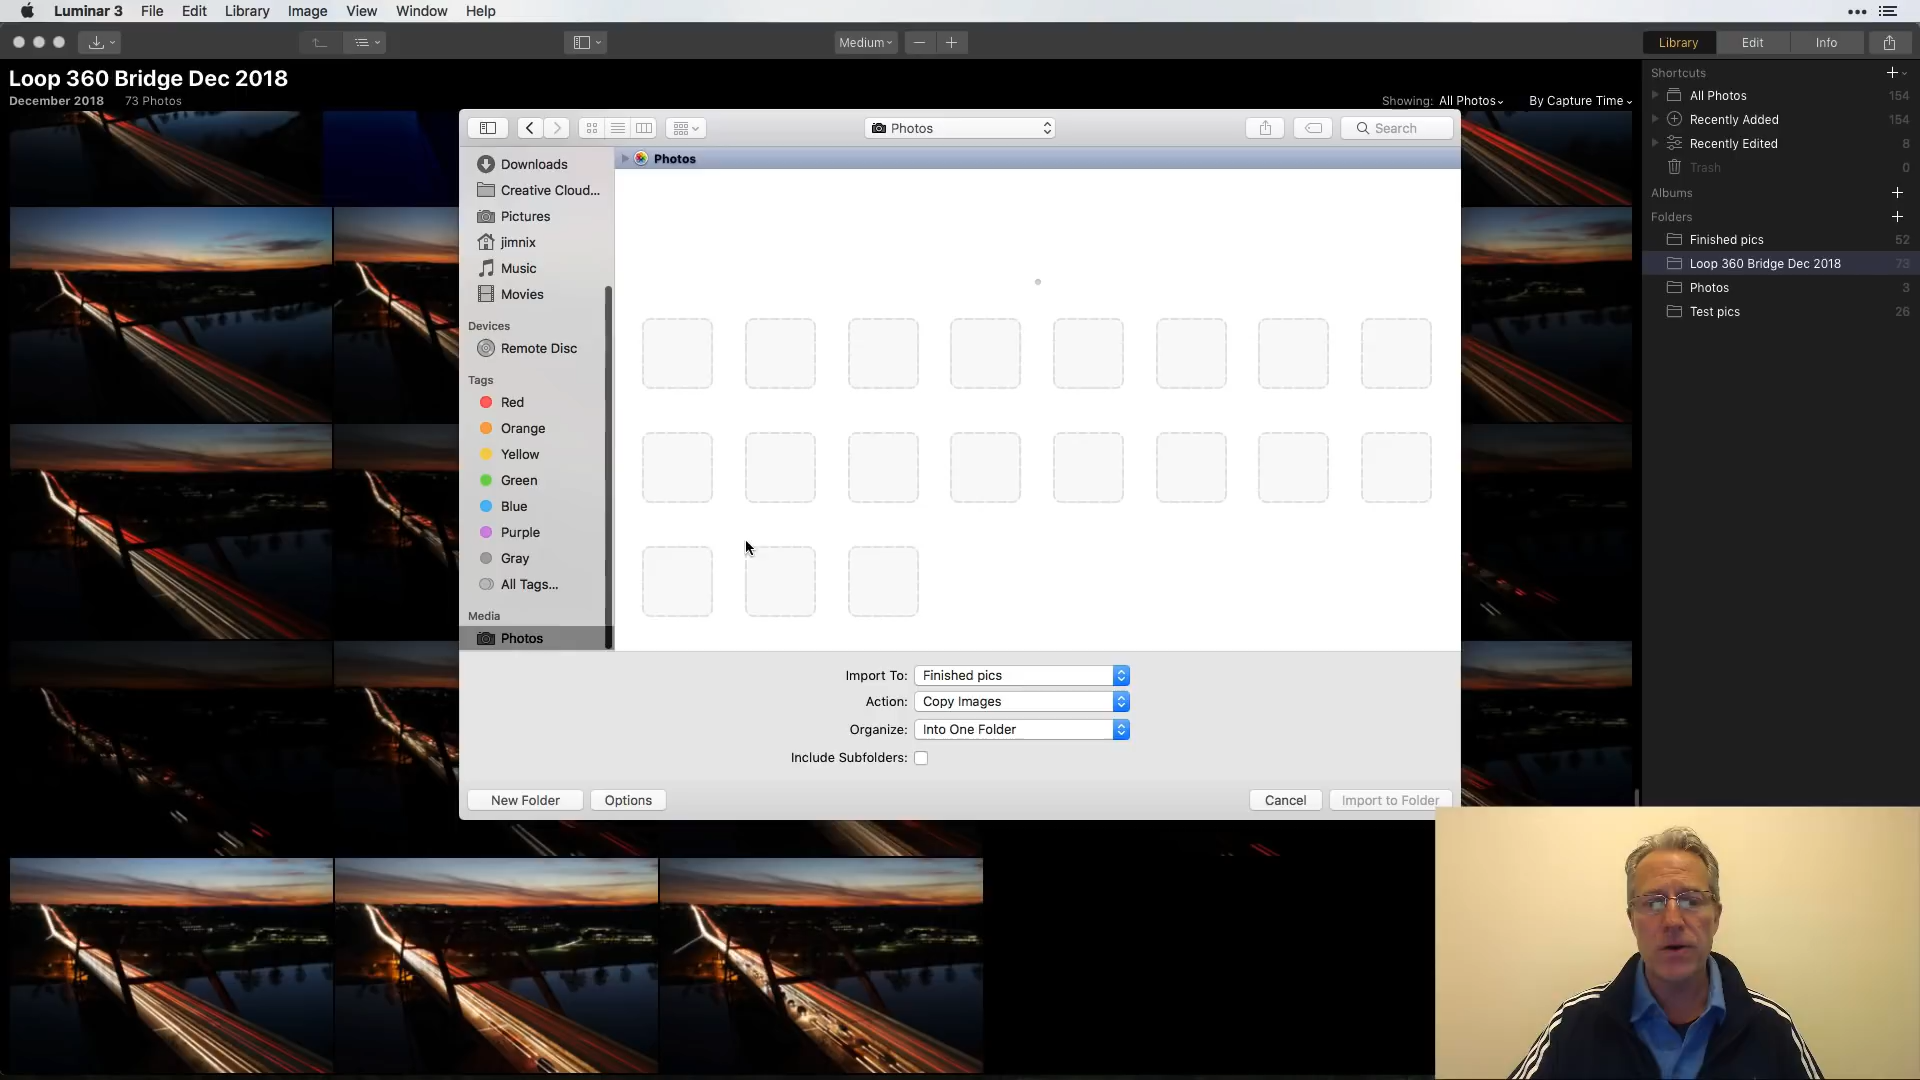 Luminar 3 File Edit Library Image View Window Help
Medium
Library Edit Info
Loop 360 Bridge Dec 2018
December 2018 73 Photos
Showing: All Photos By Capture Time
Photos
Search
Downloads
Creative Cloud...
Pictures
jimnix
Music
Movies
Devices
Remote Disc
Tags
Red
Orange
Yellow
Green
Blue
Purple
Gray
All Tags...
Media
Photos
Photos
Import To: Finished pics
Action: Copy Images
Organize: Into One Folder
Include Subfolders:
New Folder Options Cancel Import to Folder
Shortcuts
All Photos 154
Recently Added 154
Recently Edited 8
Trash 0
Albums
Folders
Finished pics 52
Loop 360 Bridge Dec 2018 73
Photos 3
Test pics 26